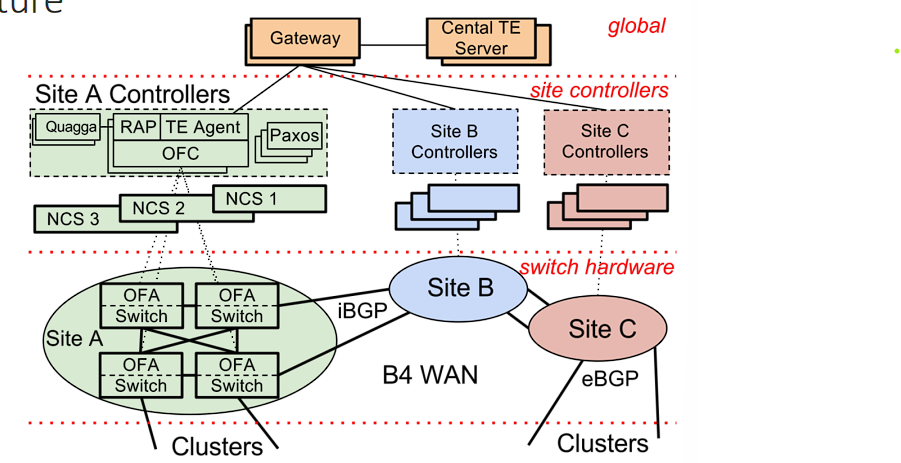 ture
Gateway
Cental TE
Server
global
site controllers
Site A Controllers
Quagga
RAP
TE Agent
OFC
Paxos
Site B
Controllers
Site C
Controllers
NCS 1
NCS 2
NCS 3
switch hardware
OFA
Switch
OFA
Switch
Site A
OFA
Switch
OFA
Switch
iBGP
Site B
Site C
B4 WAN
eBGP
Clusters
Clusters